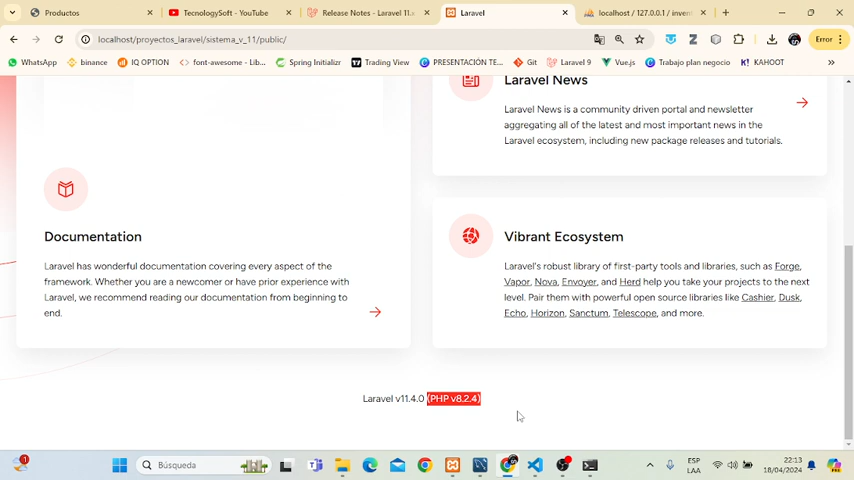 Productos
TecnologySoft - YouTube
Release Notes - Laravel 11.x
Laravel
localhost / 127.0.0.1 / inven
localhost/proyectos_laravel/sistema_v_11/public/
Error
WhatsApp
binance
IQ OPTION
font-awesome - Lib...
Spring Initializr
Trading View
PRESENTACIÓN TE...
Git
Laravel 9
Vue.js
Trabajo plan negocio
K! KAHOOT
Laravel News
Laravel News is a community driven portal and newsletter
aggregating all of the latest and most important news in the
Laravel ecosystem, including new package releases and tutorials.
Documentation
Laravel has wonderful documentation covering every aspect of the
framework. Whether you are a newcomer or have prior experience with
Laravel, we recommend reading our documentation from beginning to
end.
Vibrant Ecosystem
Laravel's robust library of first-party tools and libraries, such as Forge,
Vapor, Nova, Envoyer, and Herd help you take your projects to the next
level. Pair them with powerful open source libraries like Cashier, Dusk,
Echo, Horizon, Sanctum, Telescope, and more.
Laravel v11.4.0 (PHP v8.2.4)
1
Búsqueda
ESP
LAA
22:13
18/04/2024